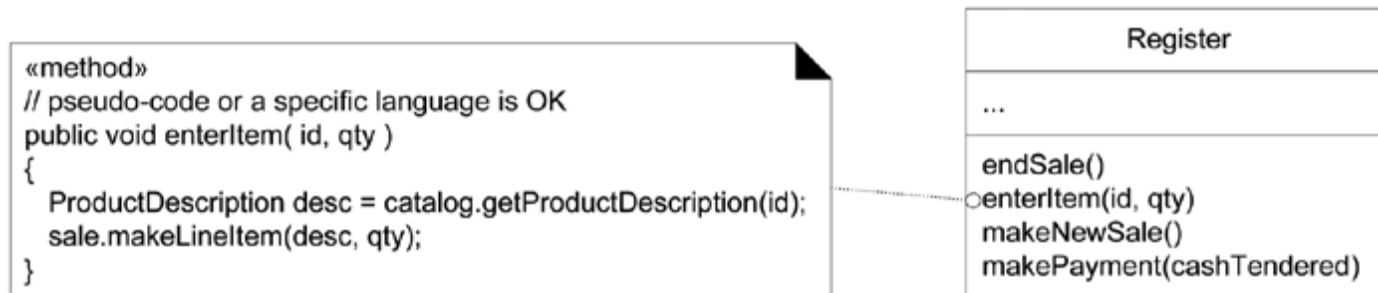 «method»
// pseudo-code or a specific language is OK
public void enterItem( id, qty )
{
ProductDescription desc = catalog.getProductDescription(id);
sale.makeLineItem(desc, qty);
}
Register
...
endSale()
enterItem(id, qty)
makeNewSale()
makePayment(cashTendered)